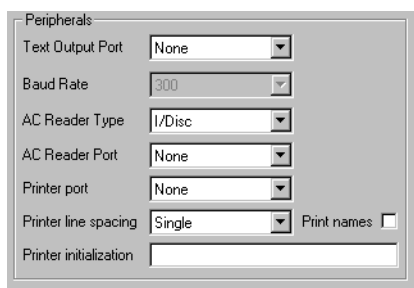 Peripherals
Text Output Port None
Baud Rate 300
AC Reader Type I/Disc
AC Reader Port None
Printer port None
Printer line spacing Single Print names
Printer initialization